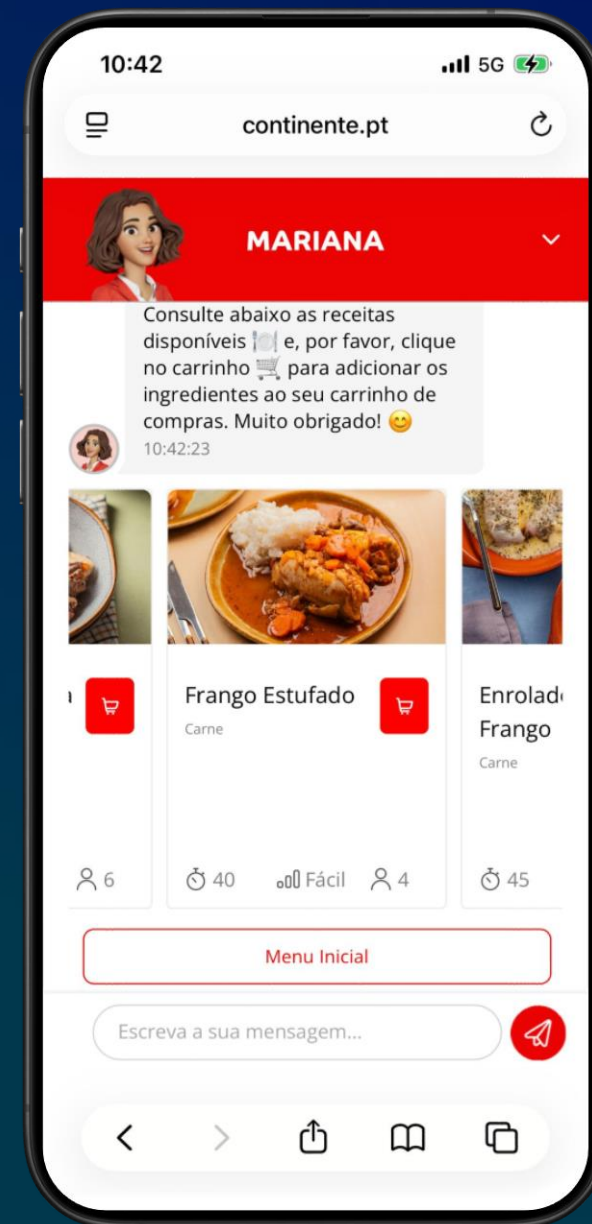 10:42
5G
continente.pt
MARIANA
Consulte abaixo as receitas
disponíveis 🍽️ e, por favor, clique
no carrinho 🛒 para adicionar os
ingredientes ao seu carrinho de
compras. Muito obrigado! 😊
10:42:23
Frango Estufado
Carne
Enrolad
Frango
Carne
6
40
Fácil
4
45
Menu Inicial
Escreva a sua mensagem...